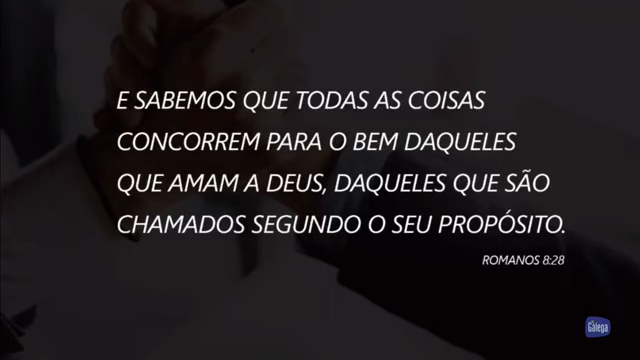 E SABEMOS QUE TODAS AS COISAS
CONCORREM PARA O BEM DAQUELES
QUE AMAM A DEUS, DAQUELES QUE SÃO
CHAMADOS SEGUNDO O SEU PROPÓSITO.
ROMANOS 8:28
Galega